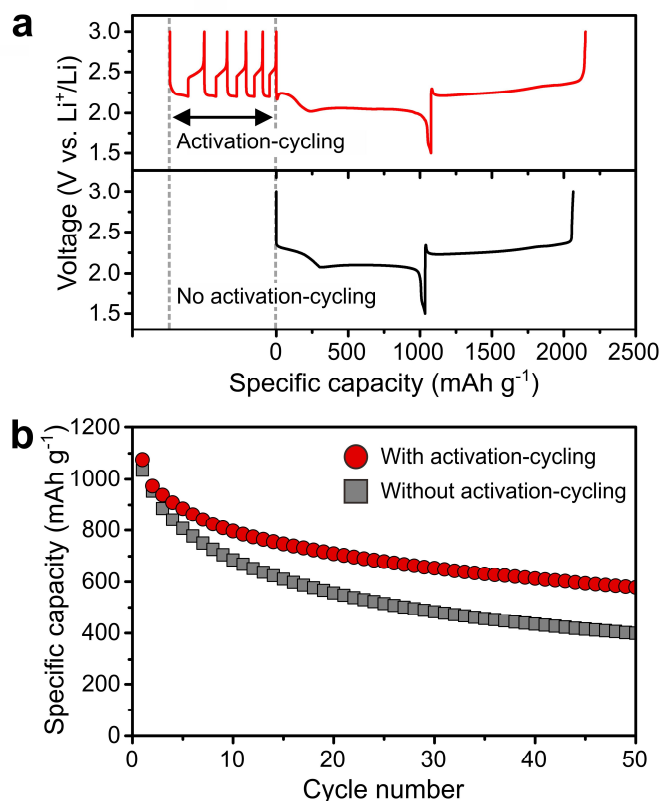 a
Voltage (V vs. Li⁺/Li)
3.0
2.5
2.0
1.5
Activation-cycling
3.0
2.5
2.0
1.5
No activation-cycling
0 500 1000 1500 2000 2500
Specific capacity (mAh g⁻¹)
b
Specific capacity (mAh g⁻¹)
1200
1000
800
600
400
200
0
With activation-cycling
Without activation-cycling
0 10 20 30 40 50
Cycle number